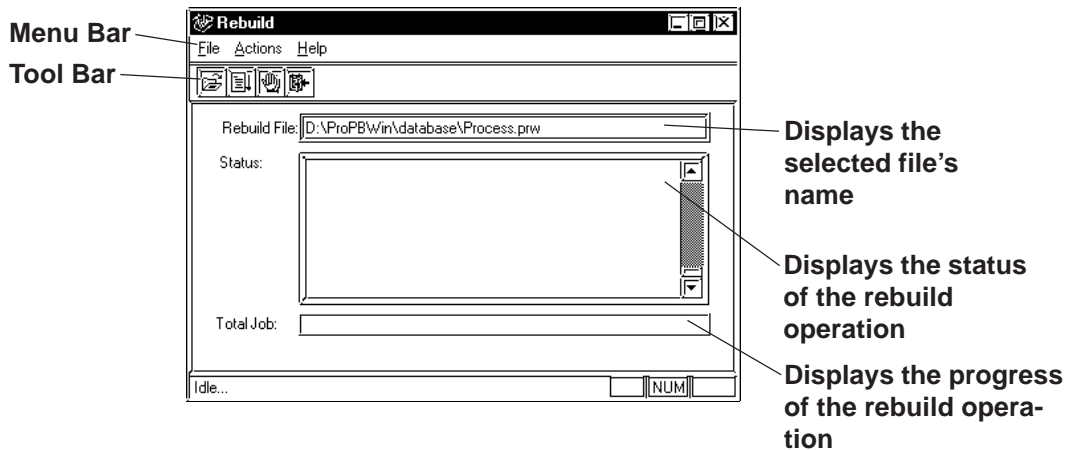 Rebuild
Menu Bar
File Actions Help
Tool Bar
Rebuild File: D:\ProPBWin\database\Process.prw
Displays the
selected file's
name
Status:
Displays the status
of the rebuild
operation
Total Job:
Displays the progress
of the rebuild opera-
tion
Idle...
NUM